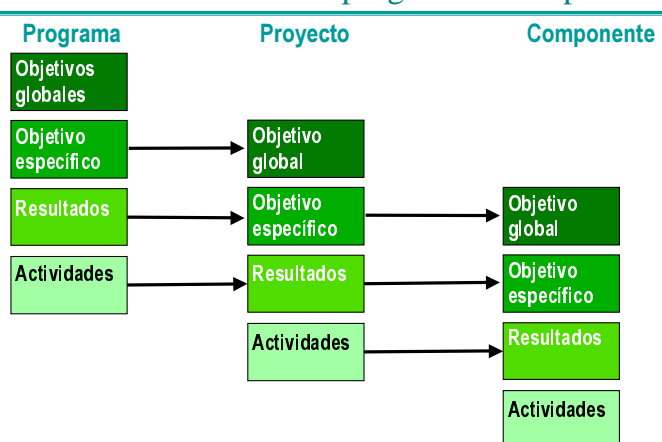 Programa Proyecto Componente
Objetivos
globales
Objetivo
específico
Objetivo
global
Resultados
Objetivo
específico
Objetivo
global
Actividades
Resultados
Objetivo
específico
Actividades
Resultados
Actividades